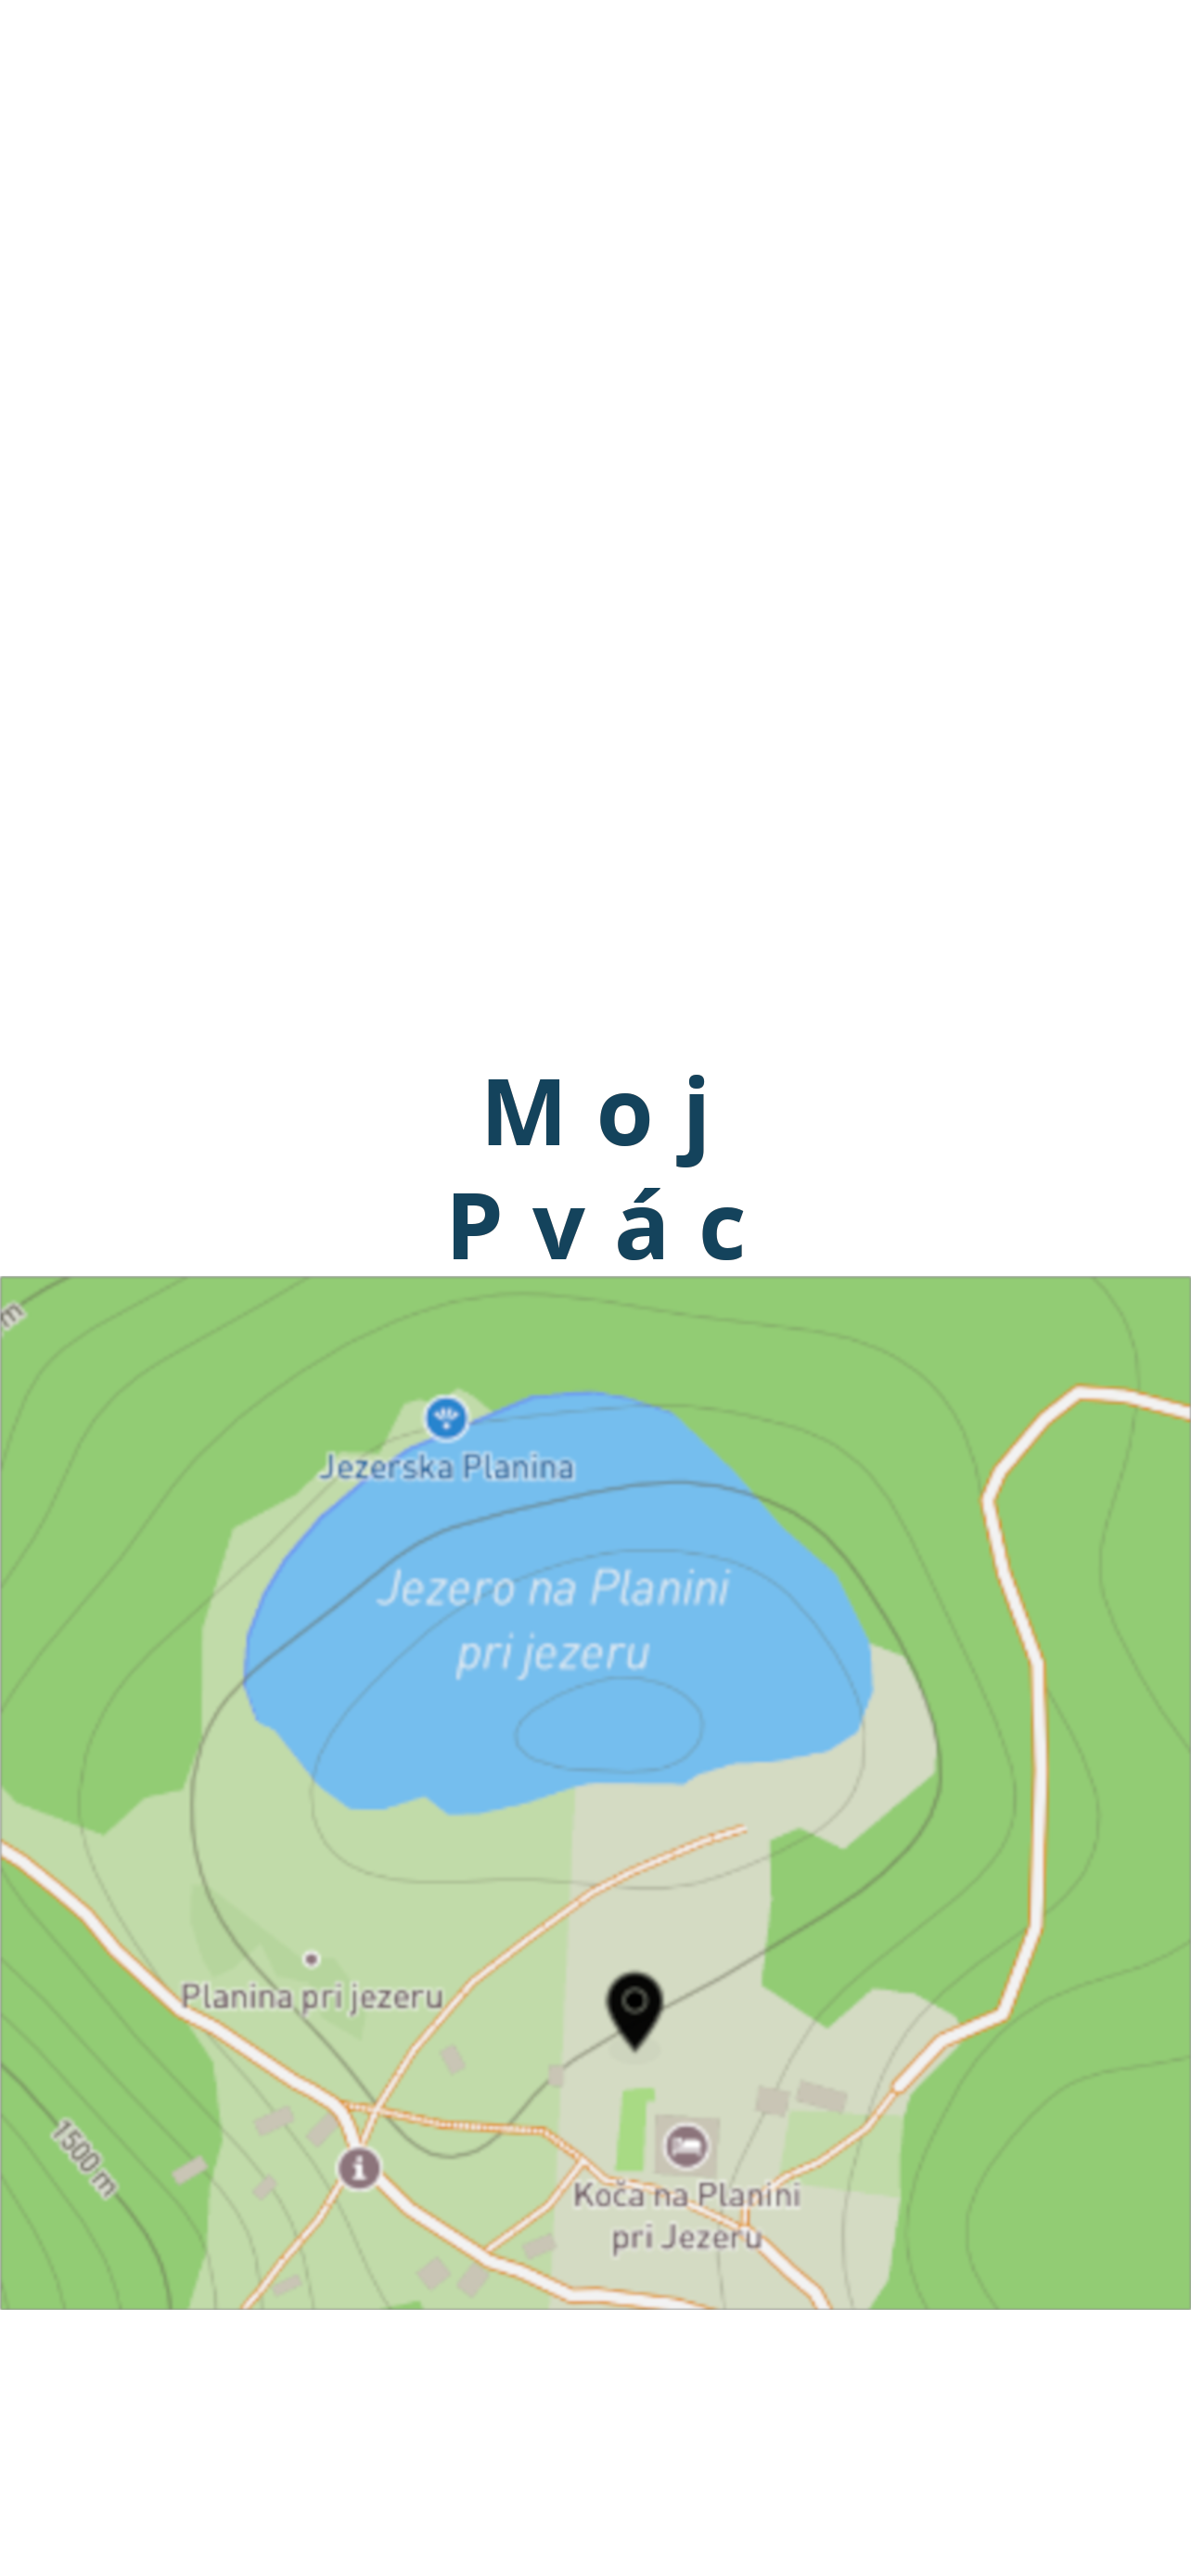 M o j
P v á c
m
Jezerska Planina
Jezero na Planini
pri jezeru
Planina pri jezeru
1500 m
Koča na Planini
pri Jezeru